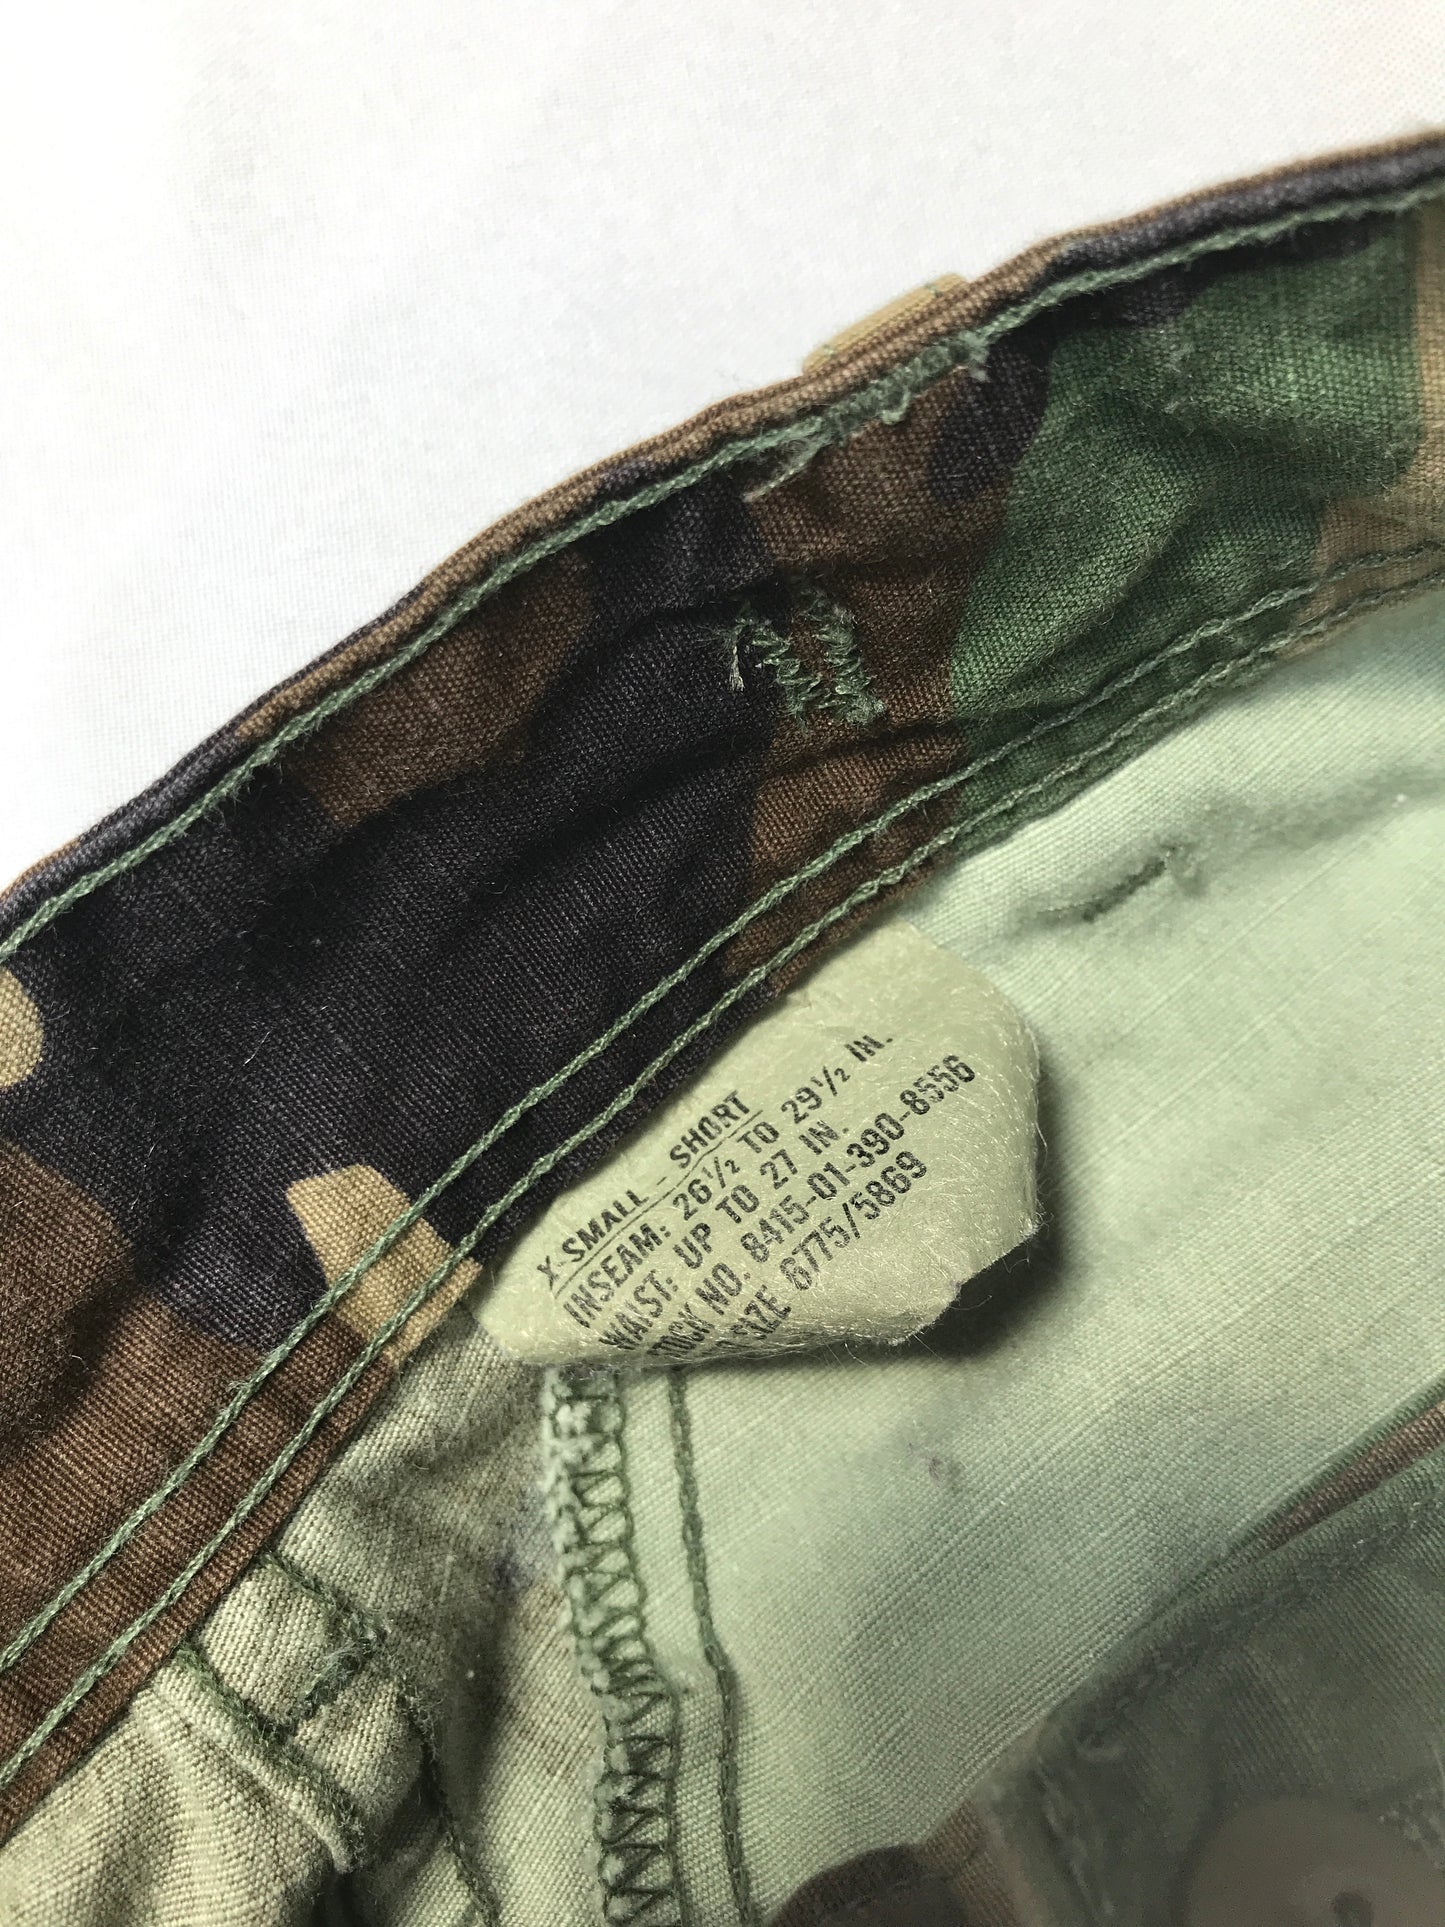 X-SMALL - SHORT
INSEAM: 26½ TO 29½ IN.
WAIST: UP TO 27 IN.
STOCK NO. 8415-01-390-8556
SIZE 6775/5869